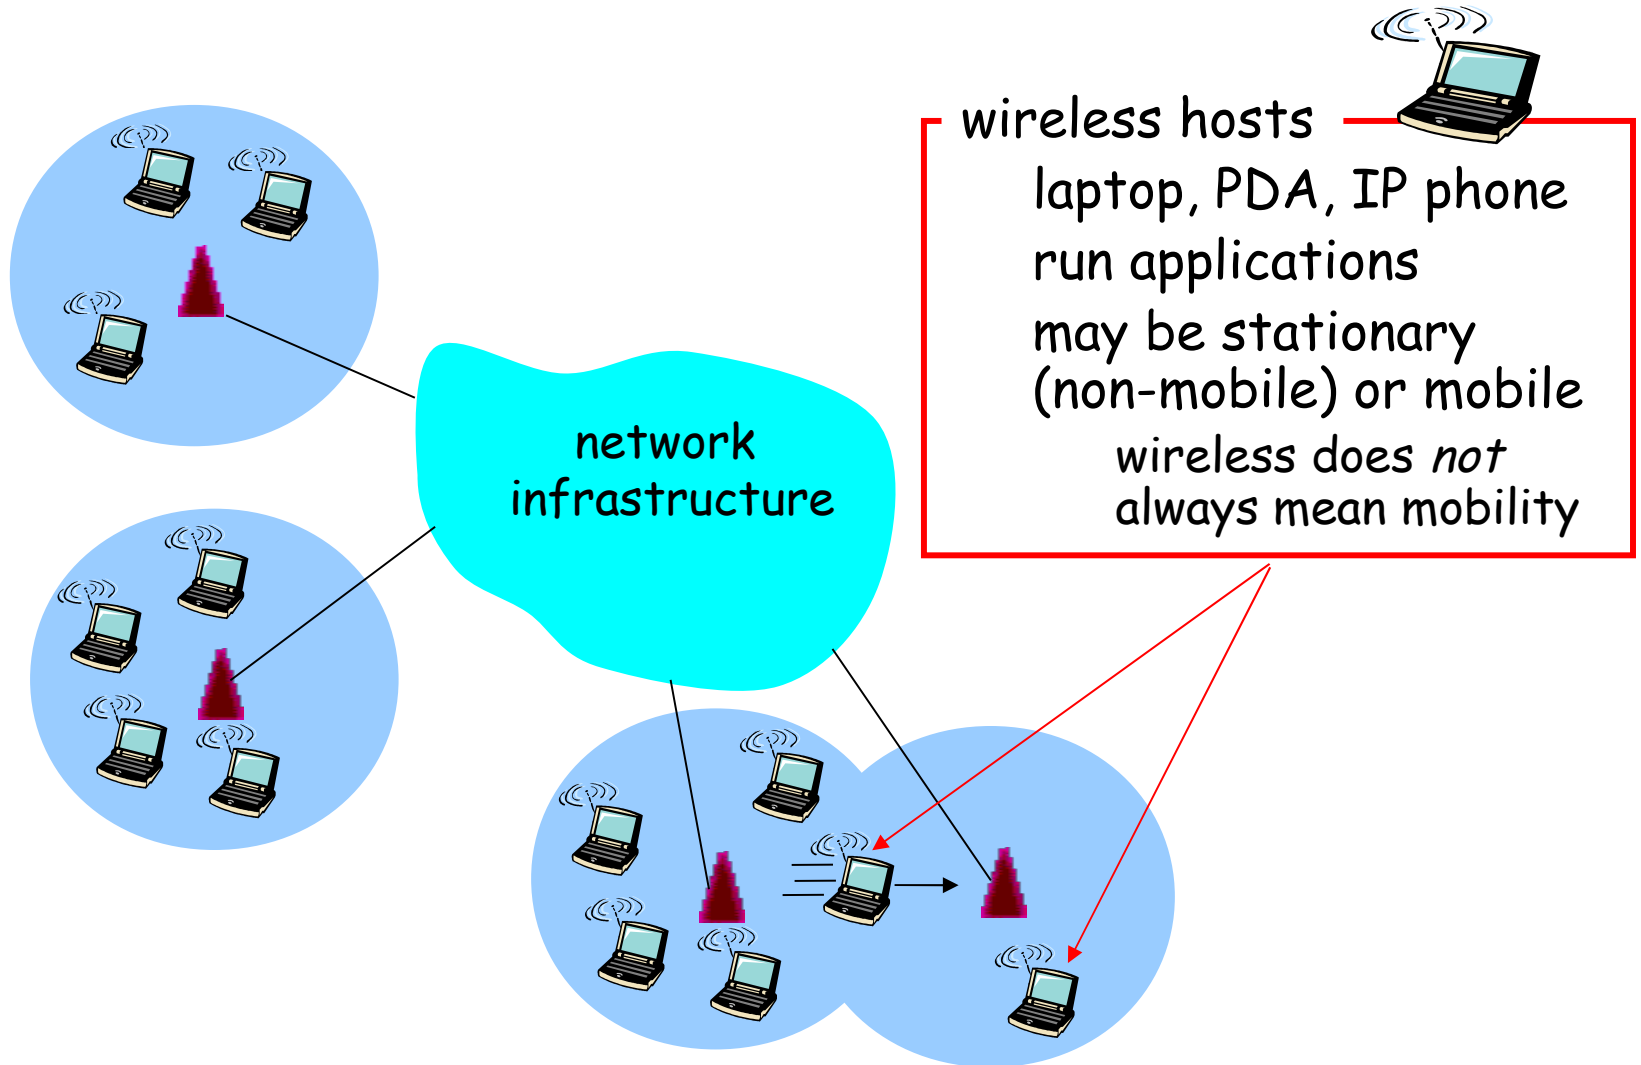 wireless hosts
laptop, PDA, IP phone
run applications
may be stationary
(non-mobile) or mobile
wireless does not
always mean mobility
network
infrastructure